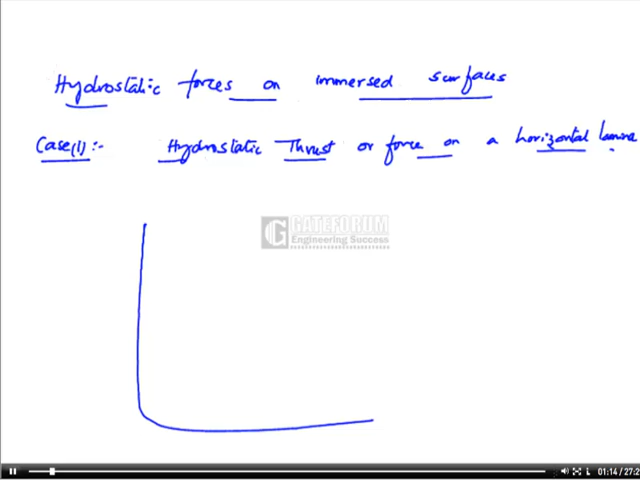 Hydrostatic forces on immersed surfaces
Case(1):- Hydrostatic Thrust or force on a horizontal lamina
GATEFORUM
Engineering Success
01:14/27:2